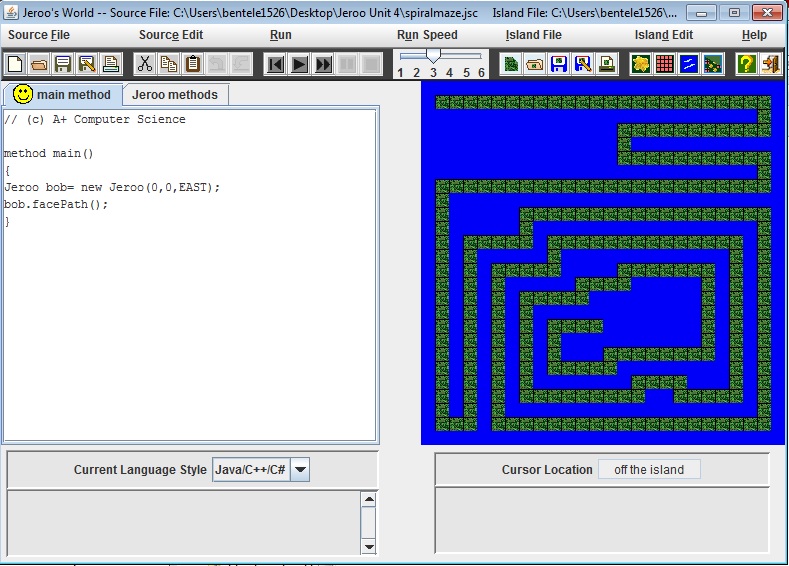 Jeroo's World -- Source File: C:\Users\bentele1526\Desktop\Jeroo Unit 4\spiralmaze.jsc Island File: C:\Users\bentele1526\...
Source File Source Edit Run Run Speed Island File Island Edit Help
1 2 3 4 5 6
main method Jeroo methods
// (c) A+ Computer Science
method main()
{
Jeroo bob= new Jeroo(0,0,EAST);
bob.facePath();
}
Current Language Style Java/C++/C#
Cursor Location off the island